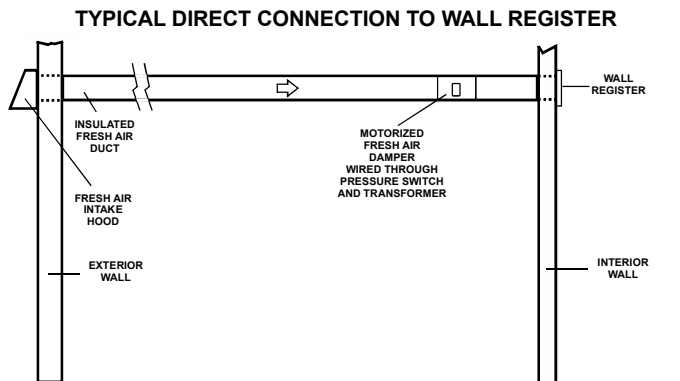 TYPICAL DIRECT CONNECTION TO WALL REGISTER
WALL
REGISTER
INSULATED
FRESH AIR
DUCT
MOTORIZED
FRESH AIR
DAMPER
WIRED THROUGH
PRESSURE SWITCH
AND TRANSFORMER
FRESH AIR
INTAKE
HOOD
EXTERIOR
WALL
INTERIOR
WALL